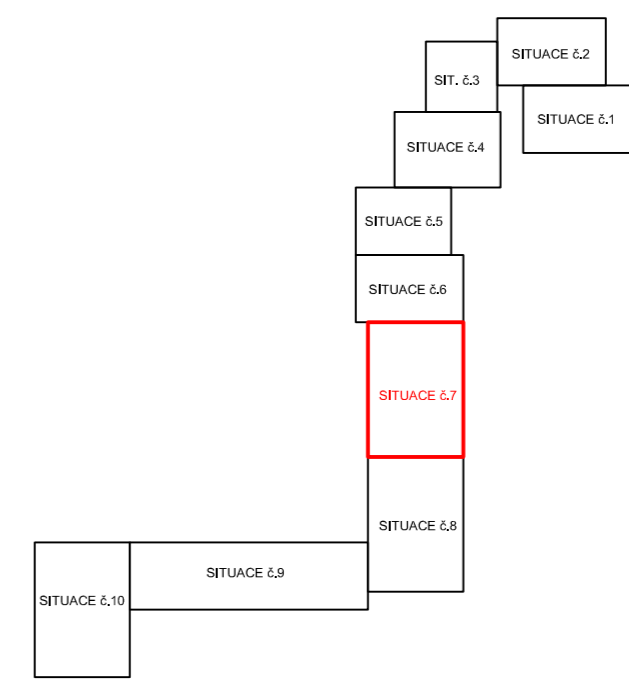 SITUACE č.2
SIT. č.3
SITUACE č.1
SITUACE č.4
SITUACE č.5
SITUACE č.6
SITUACE č.7
SITUACE č.8
SITUACE č.9
SITUACE č.10